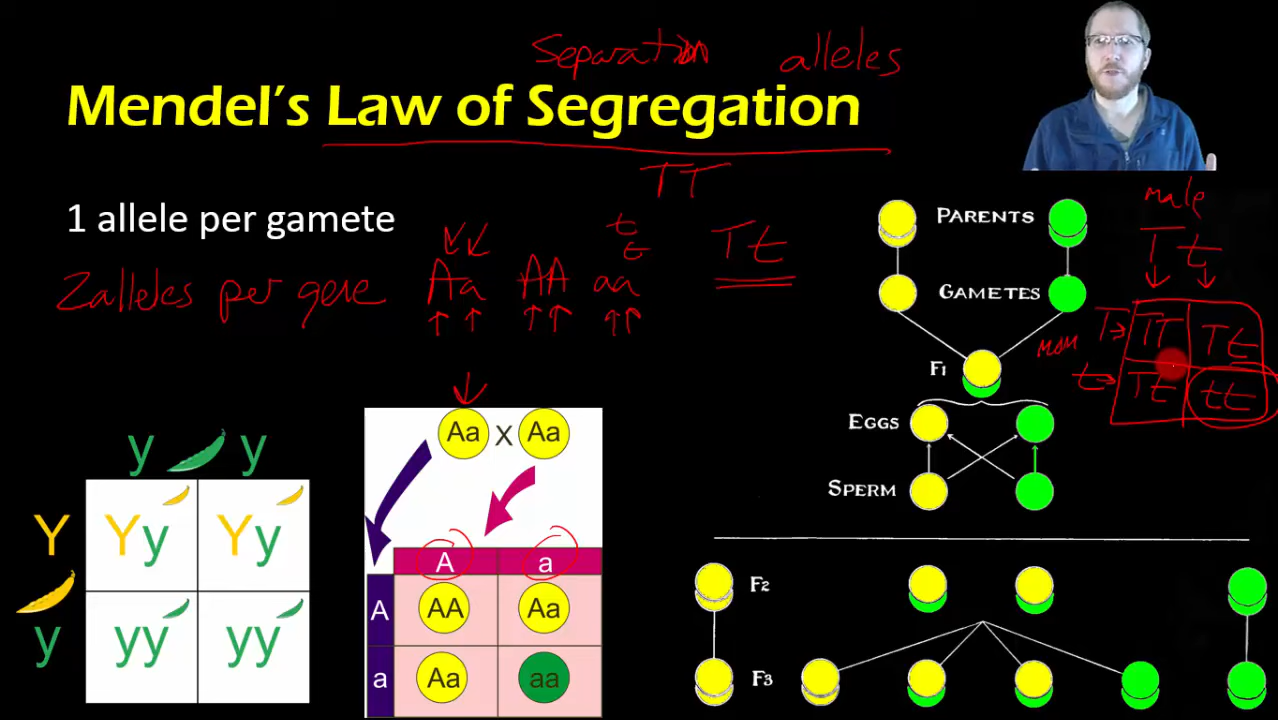 Separation alleles
Mendel's Law of Segregation
TT
male
1 allele per gamete
t
t
Tt
PARENTS
T t
2 alleles per gene Aa AA aa
GAMETES
T TT Tt
mom
t Tt tt
F1
Aa X Aa
EGGS
SPERM
y y
Y Yy Yy
y yy yy
A a
A AA Aa
a Aa aa
F2
F3